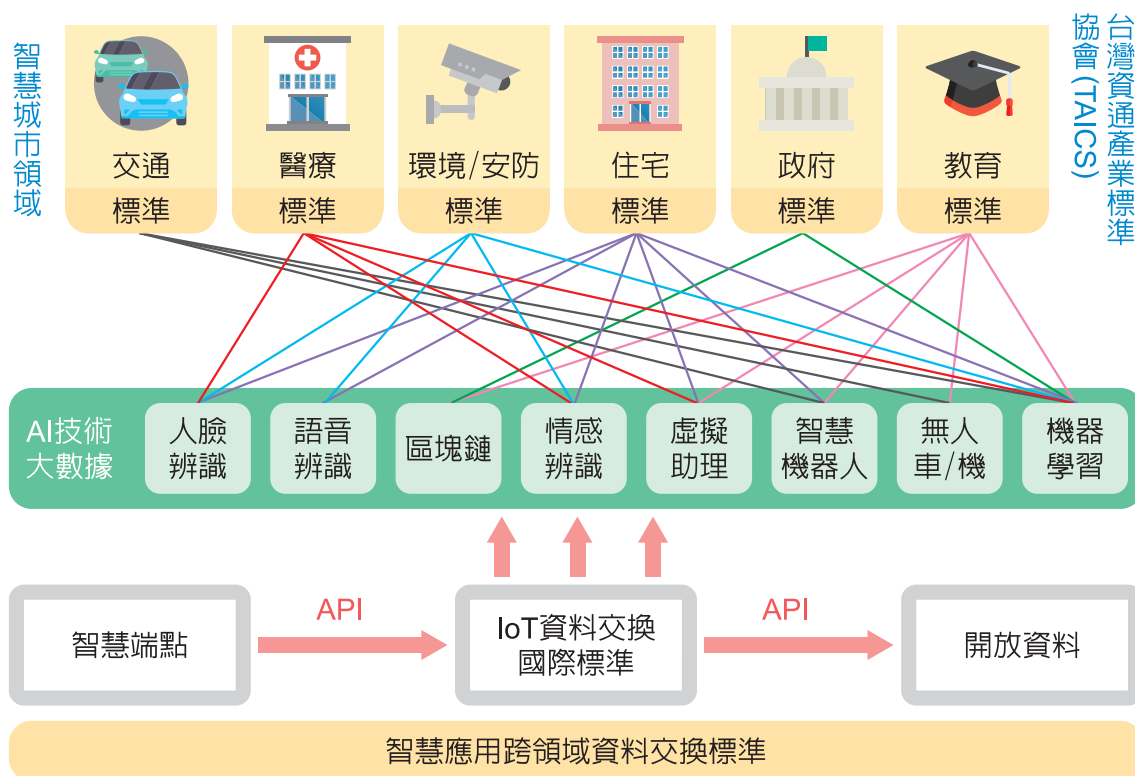 智慧城市領域
台灣資通產業標準
協會 (TAICS)
交通
醫療
環境/安防
住宅
政府
教育
標準
標準
標準
標準
標準
標準
AI技術
大數據
人臉
辨識
語音
辨識
區塊鏈
情感
辨識
虛擬
助理
智慧
機器人
無人
車/機
機器
學習
智慧端點
API
IoT資料交換
國際標準
API
開放資料
智慧應用跨領域資料交換標準